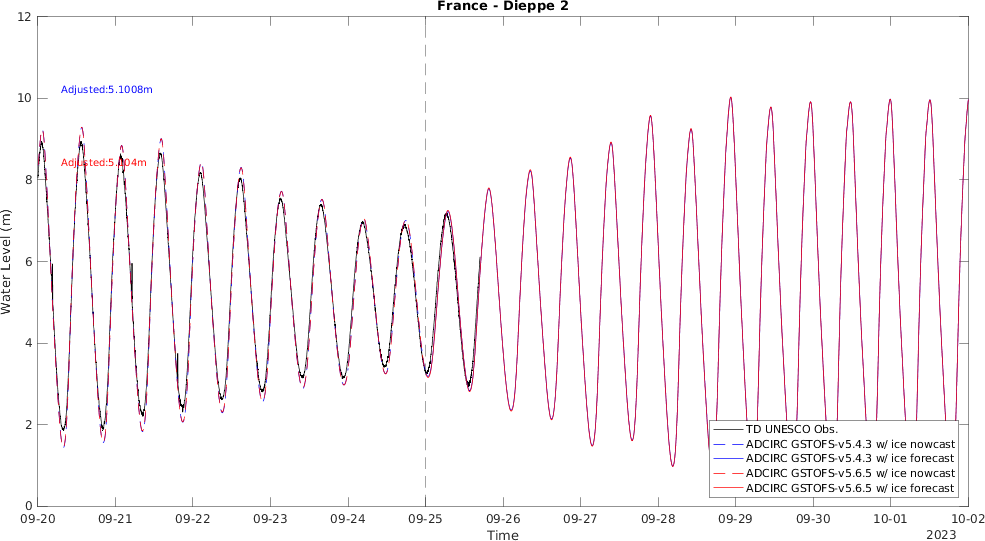 France - Dieppe 2
12
10
8
6
4
2
0
Water Level (m)
Adjusted:5.1008m
Adjusted:5.104m
TD UNESCO Obs.
ADCIRC GSTOFS-v5.4.3 w/ ice nowcast
ADCIRC GSTOFS-v5.4.3 w/ ice forecast
ADCIRC GSTOFS-v5.6.5 w/ ice nowcast
ADCIRC GSTOFS-v5.6.5 w/ ice forecast
09-20 09-21 09-22 09-23 09-24 09-25 09-26 09-27 09-28 09-29 09-30 10-01 10-02
Time
2023